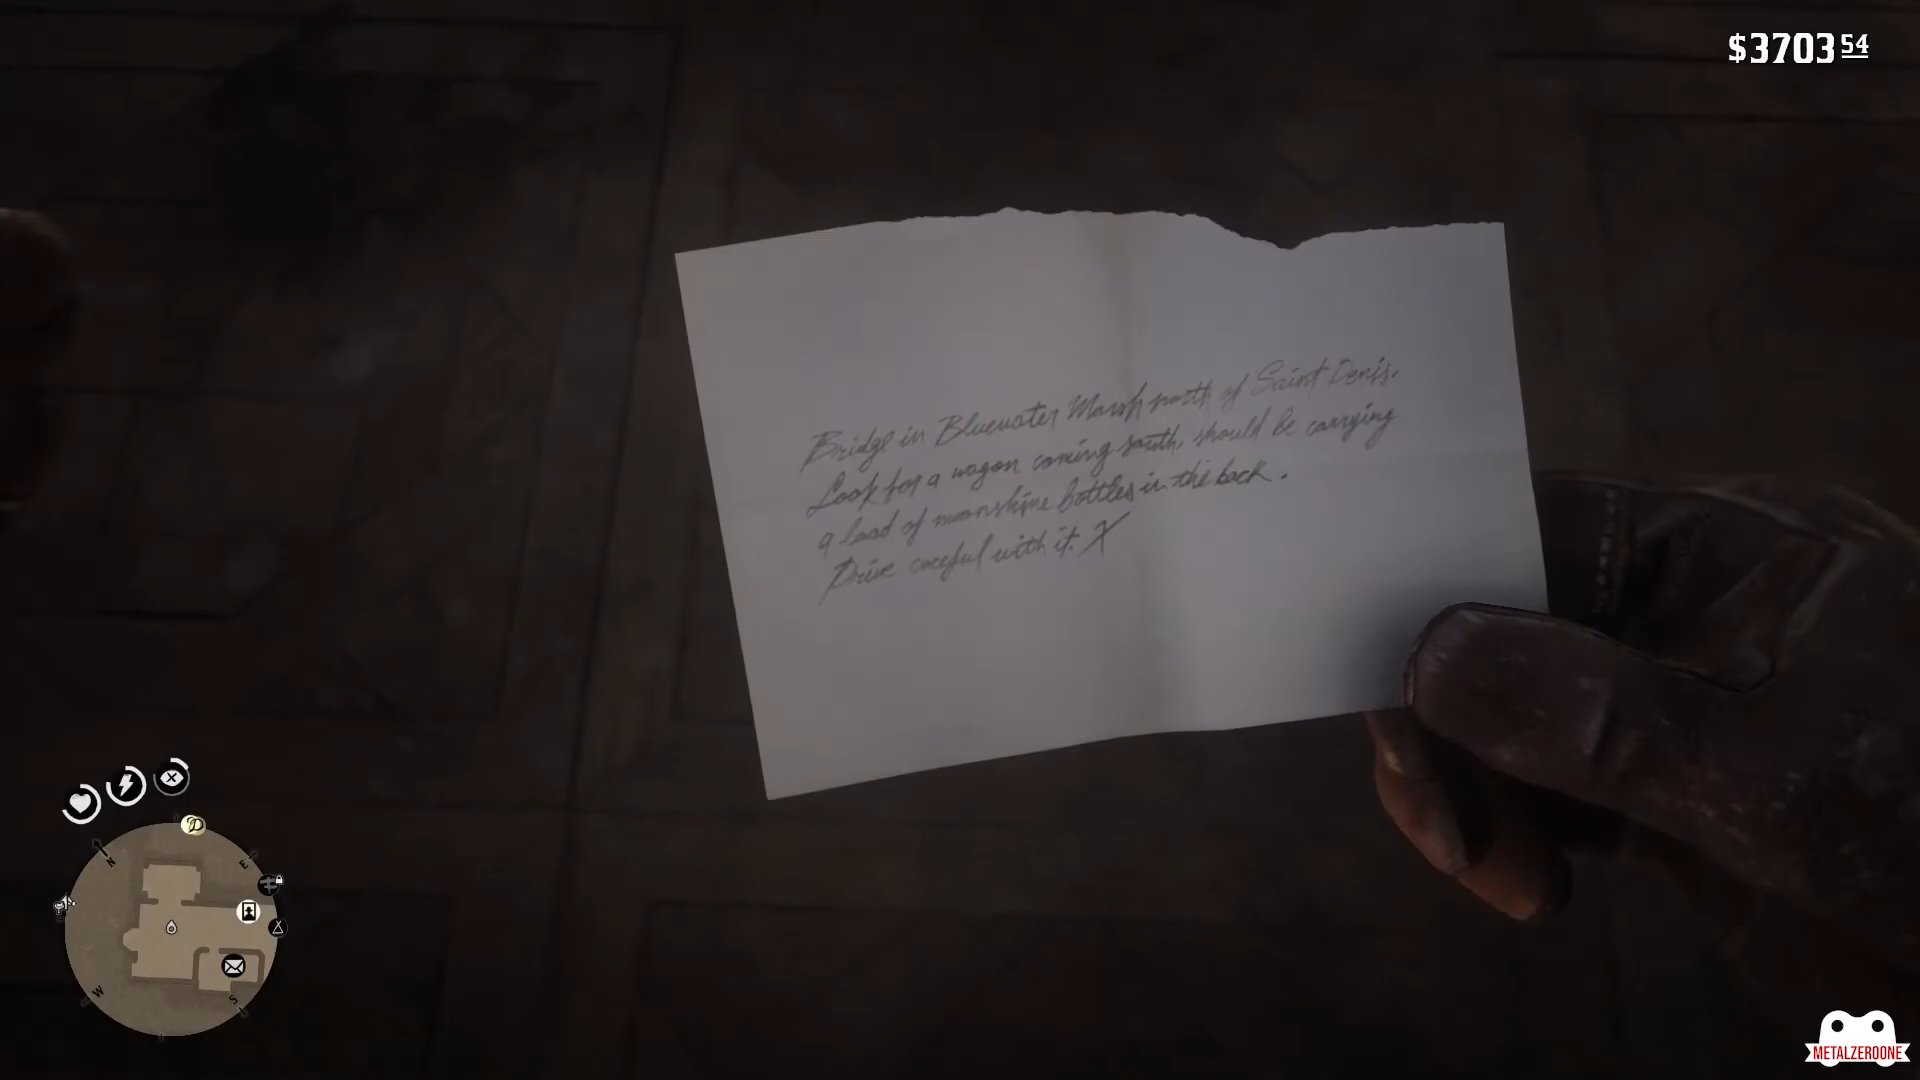 $3703 54
Bridge in Bluewater Marsh north of Saint Denis.
Look for a wagon coming south, should be carrying
a load of moonshine bottles in the back.
Drive careful with it. X
D
N
E
W
S
METALZEROONE